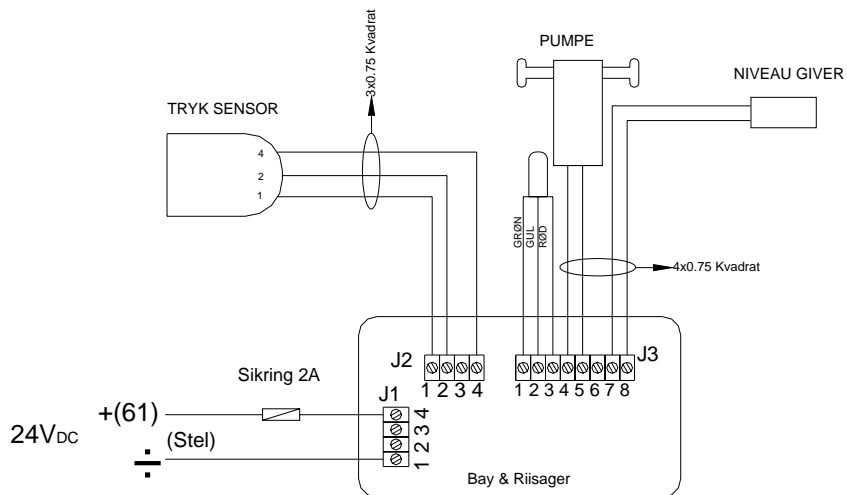 PUMPE
NIVEAU GIVER
TRYK SENSOR
3x0.75 Kvadrat
4
2
1
GRØN
GUL
RØD
4x0.75 Kvadrat
J2
1 2 3 4
J3
1 2 3 4 5 6 7 8
Sikring 2A
J1
1 2 3 4
+(61)
24VDC
(Stel)
÷
Bay & Riisager